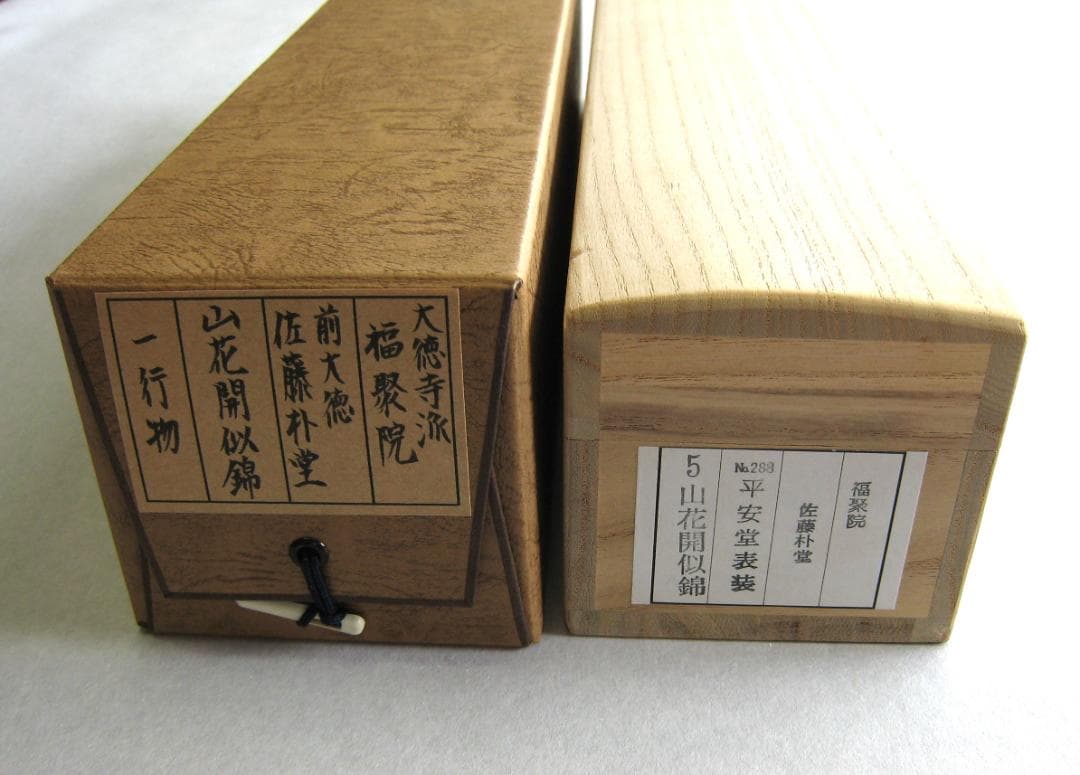 大徳寺派
福聚院
前大徳
佐藤朴堂
山花開似錦
一行物
福聚院
佐藤朴堂
№288
平安堂表装
5山花開似錦